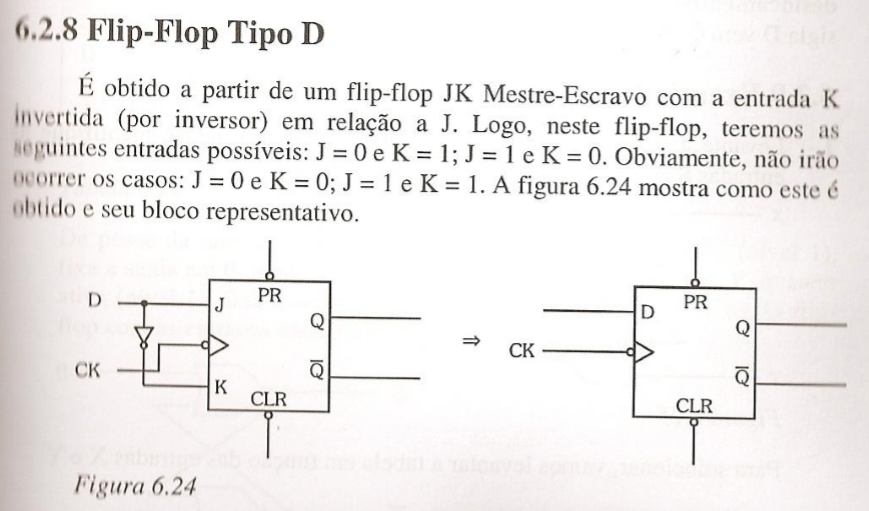 6.2.8 Flip-Flop Tipo D
É obtido a partir de um flip-flop JK Mestre-Escravo com a entrada K
invertida (por inversor) em relação a J. Logo, neste flip-flop, teremos as
seguintes entradas possíveis: J = 0 e K = 1; J = 1 e K = 0. Obviamente, não irão
ocorrer os casos: J = 0 e K = 0; J = 1 e K = 1. A figura 6.24 mostra como este é
obtido e seu bloco representativo.
D
J
PR
Q
CK
K
CLR
Q̅
⇒
D
PR
Q
CK
CLR
Q̅
Figura 6.24